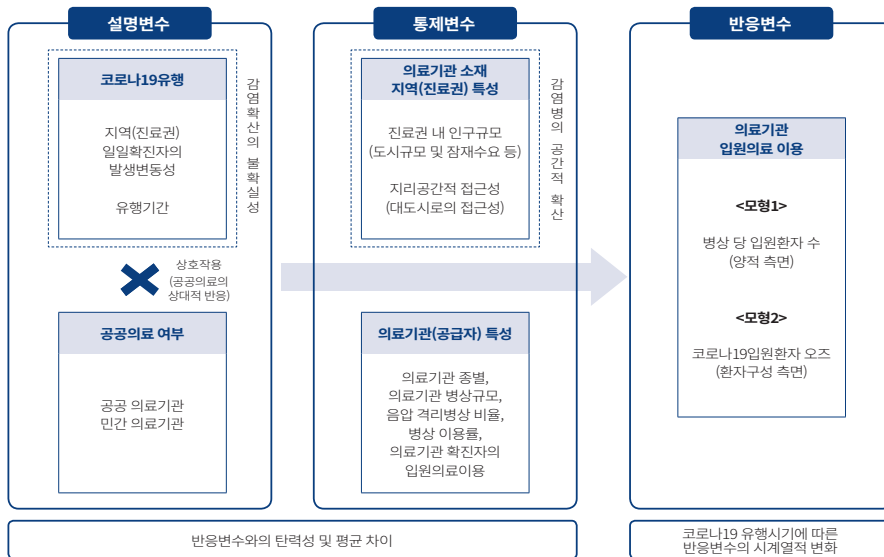 설명변수
코로나19유행
지역(진료권)
일일확진자의
발생변동성
유행기간
감염확산의 불확실성
상호작용
(공공의료의
상대적 반응)
공공의료 여부
공공 의료기관
민간 의료기관
통제변수
의료기관 소재
지역(진료권) 특성
진료권 내 인구규모
(도시규모 및 잠재수요 등)
지리공간적 접근성
(대도시로의 접근성)
감염병의 공간적 확산
의료기관(공급자) 특성
의료기관 종별,
의료기관 병상규모,
음압 격리병상 비율,
병상 이용률,
의료기관 확진자의
입원의료이용
반응변수
의료기관
입원의료 이용
<모형1>
병상 당 입원환자 수
(양적 측면)
<모형2>
코로나19입원환자 오즈
(환자구성 측면)
반응변수와의 탄력성 및 평균 차이
코로나19 유행시기에 따른
반응변수의 시계열적 변화